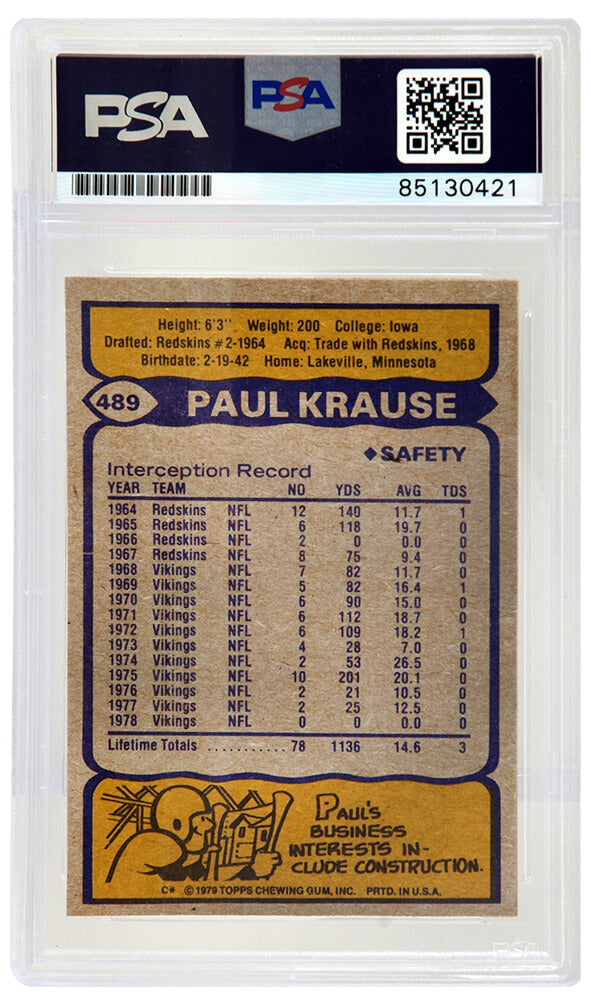 PSA
PSA
85130421
Height: 6'3" Weight: 200 College: Iowa
Drafted: Redskins #2-1964 Acq: Trade with Redskins, 1968
Birthdate: 2-19-42 Home: Lakeville, Minnesota
489 PAUL KRAUSE
◆SAFETY
Interception Record
YEAR TEAM NO YDS AVG TDS
1964 Redskins NFL 12 140 11.7 1
1965 Redskins NFL 6 118 19.7 0
1966 Redskins NFL 2 0 0.0 0
1967 Redskins NFL 8 75 9.4 0
1968 Vikings NFL 7 82 11.7 0
1969 Vikings NFL 5 82 16.4 1
1970 Vikings NFL 6 90 15.0 0
1971 Vikings NFL 6 112 18.7 0
1972 Vikings NFL 6 109 18.2 1
1973 Vikings NFL 4 28 7.0 0
1974 Vikings NFL 2 53 26.5 0
1975 Vikings NFL 10 201 20.1 0
1976 Vikings NFL 2 21 10.5 0
1977 Vikings NFL 2 25 12.5 0
1978 Vikings NFL 0 0 0.0 0
Lifetime Totals ........... 78 1136 14.6 3
PAUL'S
BUSINESS
INTERESTS IN-
CLUDE CONSTRUCTION.
C* © 1979 TOPPS CHEWING GUM, INC. PRTD. IN U.S.A.
PSA